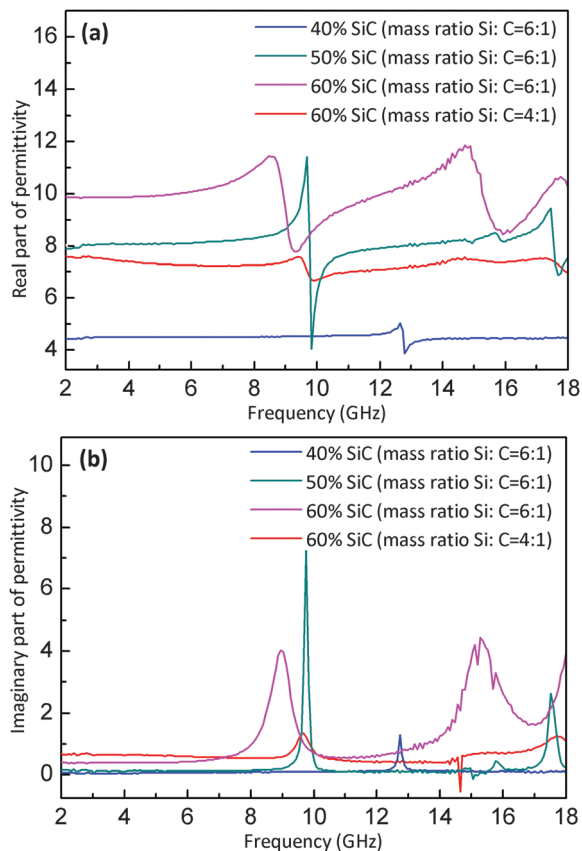 (a)
40% SiC (mass ratio Si: C=6:1)
50% SiC (mass ratio Si: C=6:1)
60% SiC (mass ratio Si: C=6:1)
60% SiC (mass ratio Si: C=4:1)
Real part of permittivity
16
14
12
10
8
6
4
2 4 6 8 10 12 14 16 18
Frequency (GHz)
(b)
40% SiC (mass ratio Si: C=6:1)
50% SiC (mass ratio Si: C=6:1)
60% SiC (mass ratio Si: C=6:1)
60% SiC (mass ratio Si: C=4:1)
Imaginary part of permittivity
10
8
6
4
2
0
2 4 6 8 10 12 14 16 18
Frequency (GHz)